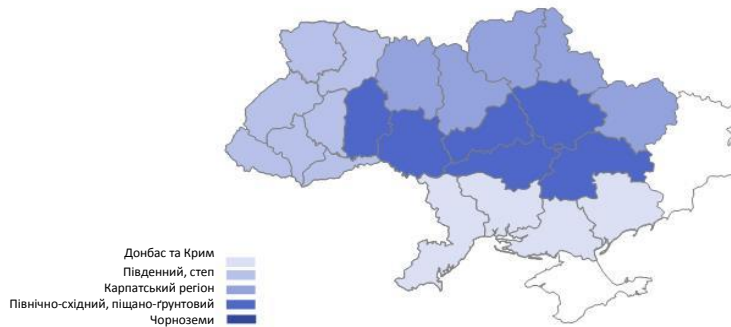 Донбас та Крим
Південний, степ
Карпатський регіон
Північно-східний, піщано-ґрунтовий
Чорноземи